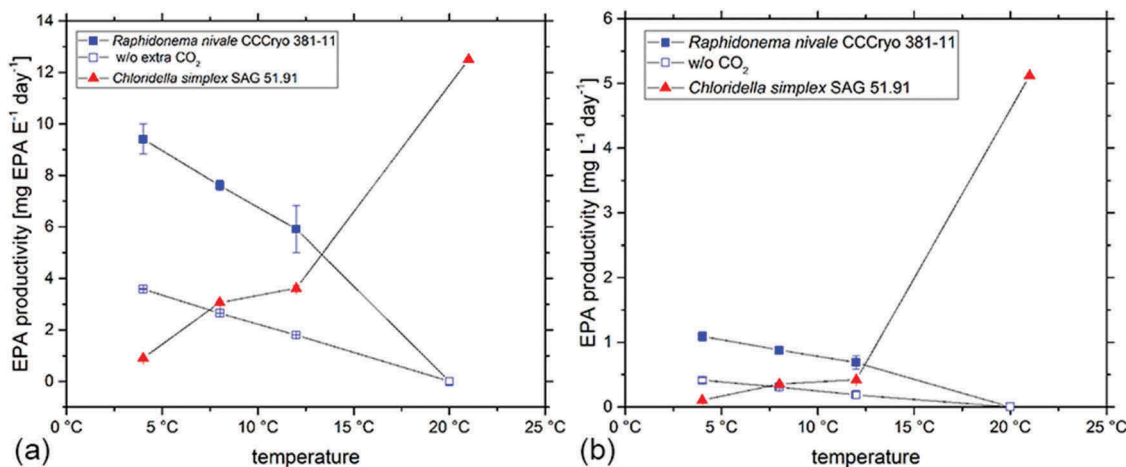 14
12
10
8
6
4
2
0
EPA productivity [mg EPA E⁻¹ day⁻¹]
Raphidonema nivale CCCryo 381-11
w/o extra CO₂
Chloridella simplex SAG 51.91
0 °C 5 °C 10 °C 15 °C 20 °C 25 °C
(a) temperature
6
5
4
3
2
1
0
EPA productivity [mg L⁻¹ day⁻¹]
Raphidonema nivale CCCryo 381-11
w/o CO₂
Chloridella simplex SAG 51.91
0 °C 5 °C 10 °C 15 °C 20 °C 25 °C
(b) temperature